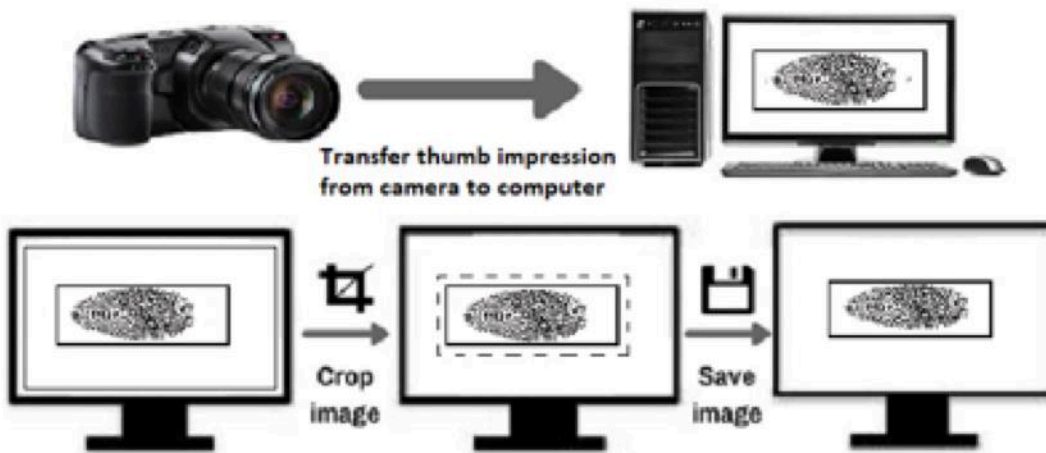 Transfer thumb impression
from camera to computer
Crop
image
Save
image